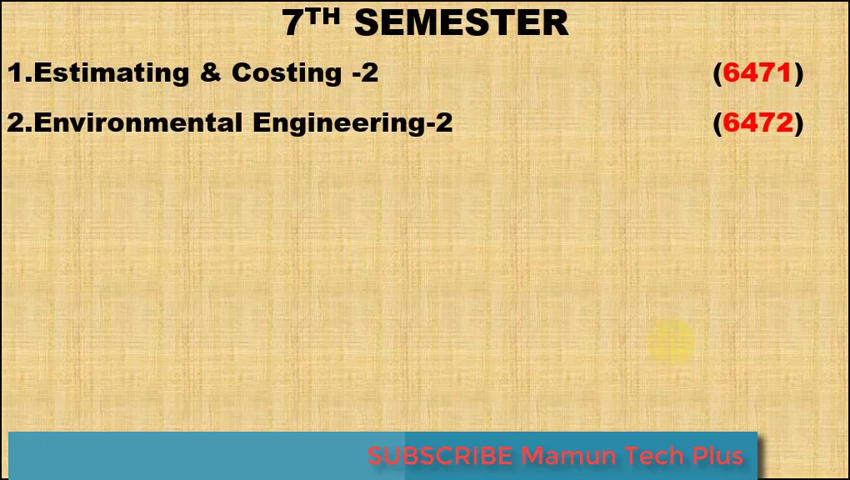 7TH SEMESTER
1.Estimating & Costing -2 (6471)
2.Environmental Engineering-2 (6472)
SUBSCRIBE Mamun Tech Plus